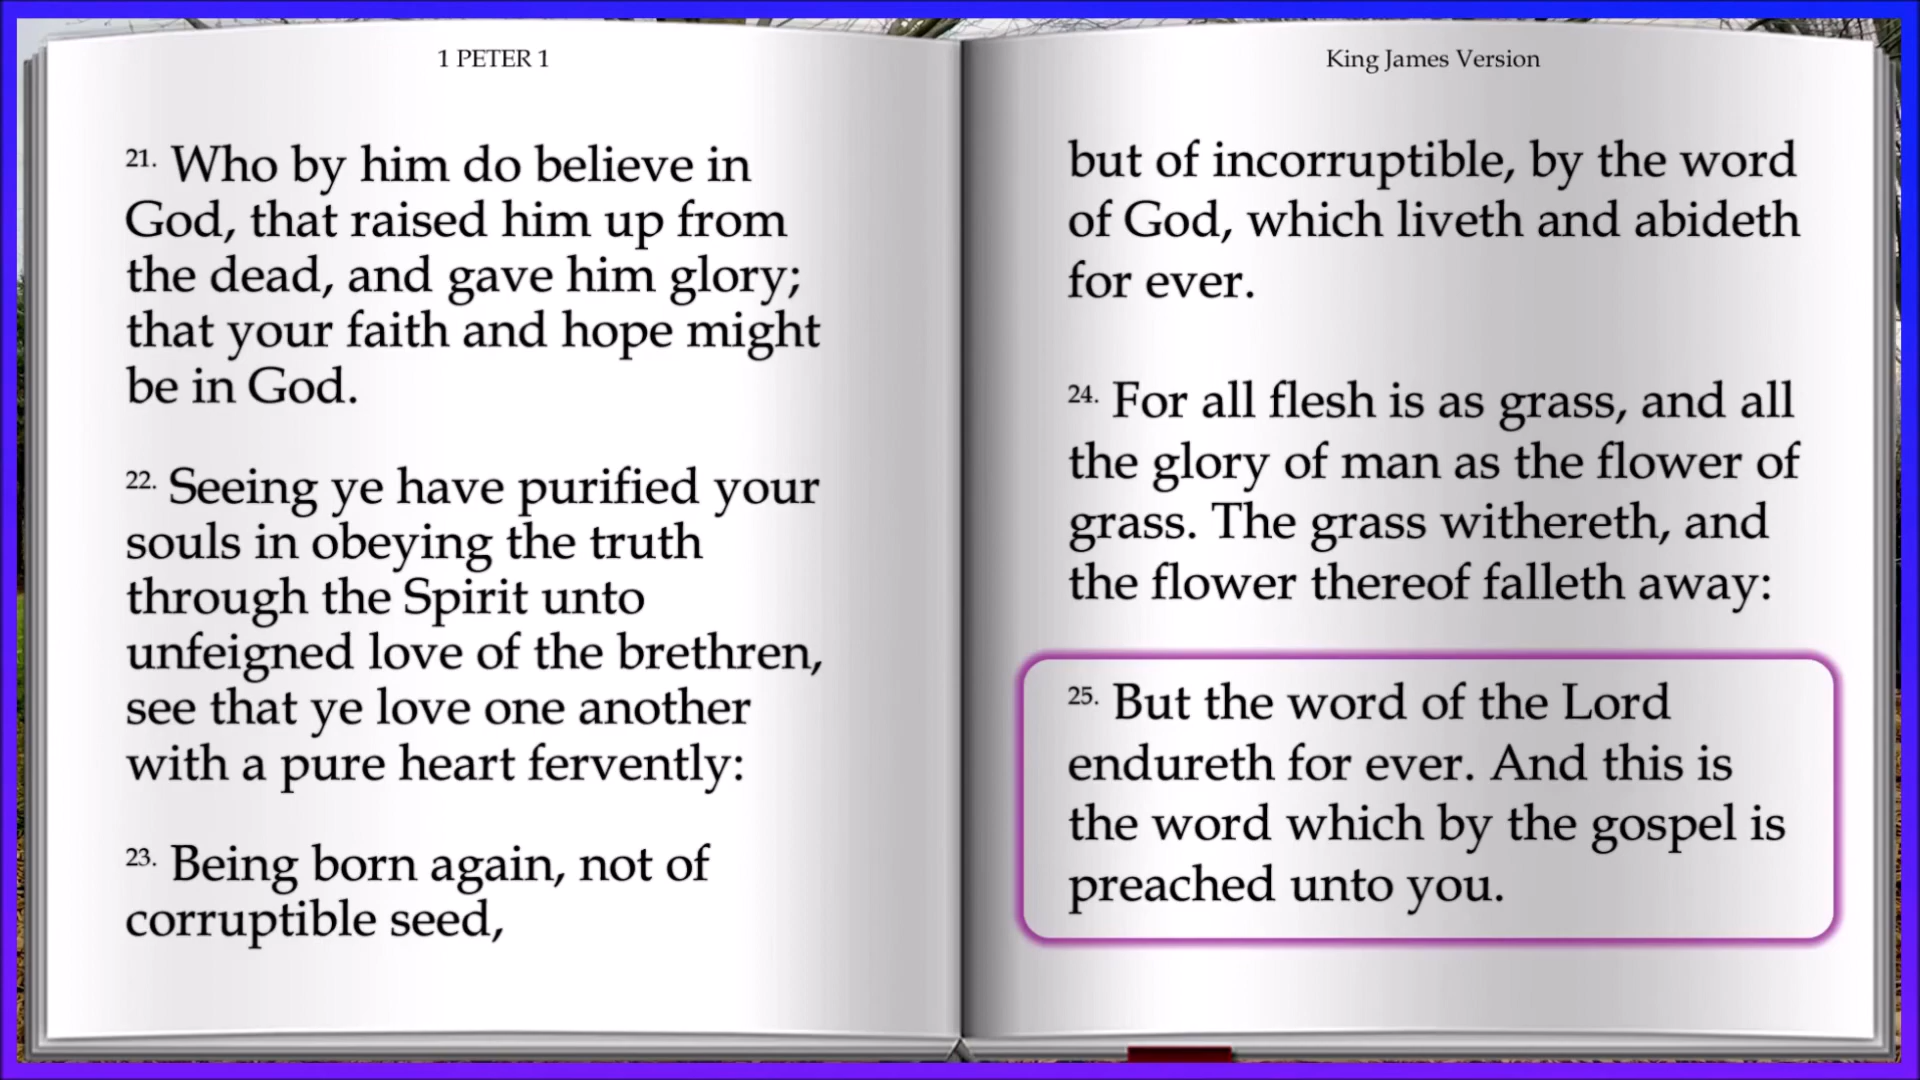 1 PETER 1
21. Who by him do believe in
God, that raised him up from
the dead, and gave him glory;
that your faith and hope might
be in God.
22. Seeing ye have purified your
souls in obeying the truth
through the Spirit unto
unfeigned love of the brethren,
see that ye love one another
with a pure heart fervently:
23. Being born again, not of
corruptible seed,
King James Version
but of incorruptible, by the word
of God, which liveth and abideth
for ever.
24. For all flesh is as grass, and all
the glory of man as the flower of
grass. The grass withereth, and
the flower thereof falleth away:
25. But the word of the Lord
endureth for ever. And this is
the word which by the gospel is
preached unto you.